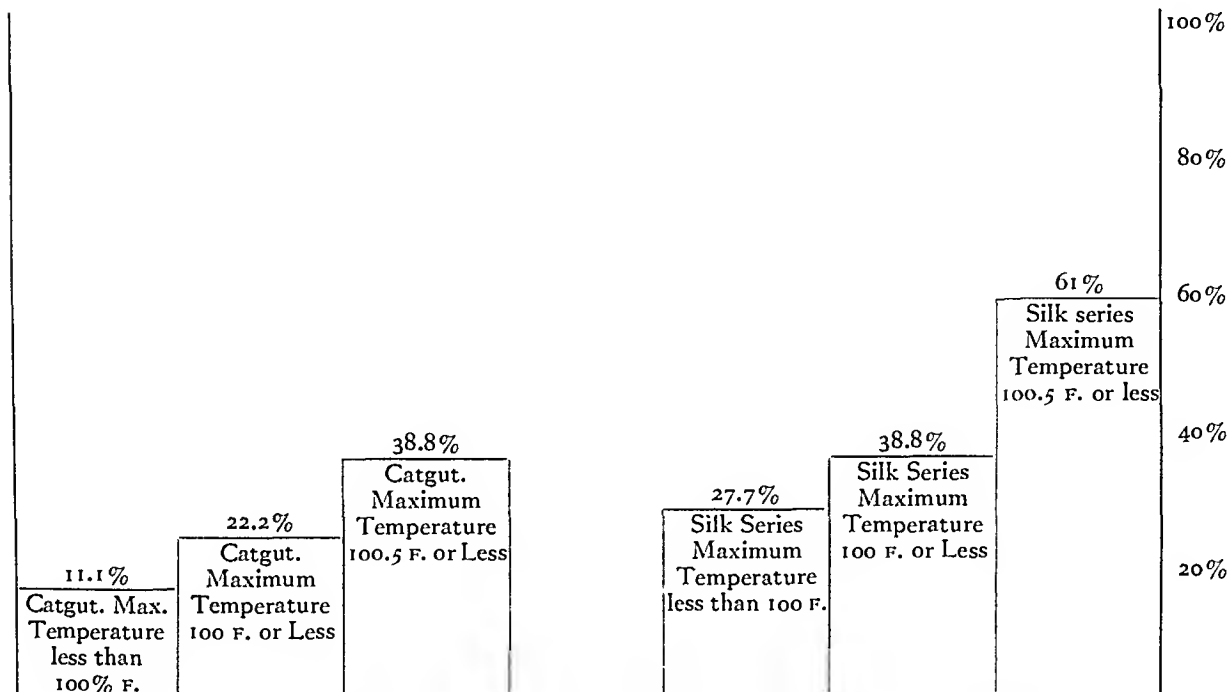 100%
80%
61%
60%
Silk series
Maximum
Temperature
100.5 F. or less
40%
38.8%
Catgut.
Maximum
Temperature
100.5 F. or Less
38.8%
Silk Series
Maximum
Temperature
100 F. or Less
27.7%
Silk Series
Maximum
Temperature
less than 100 F.
22.2%
Catgut.
Maximum
Temperature
100 F. or Less
20%
11.1%
Catgut. Max.
Temperature
less than
100% F.